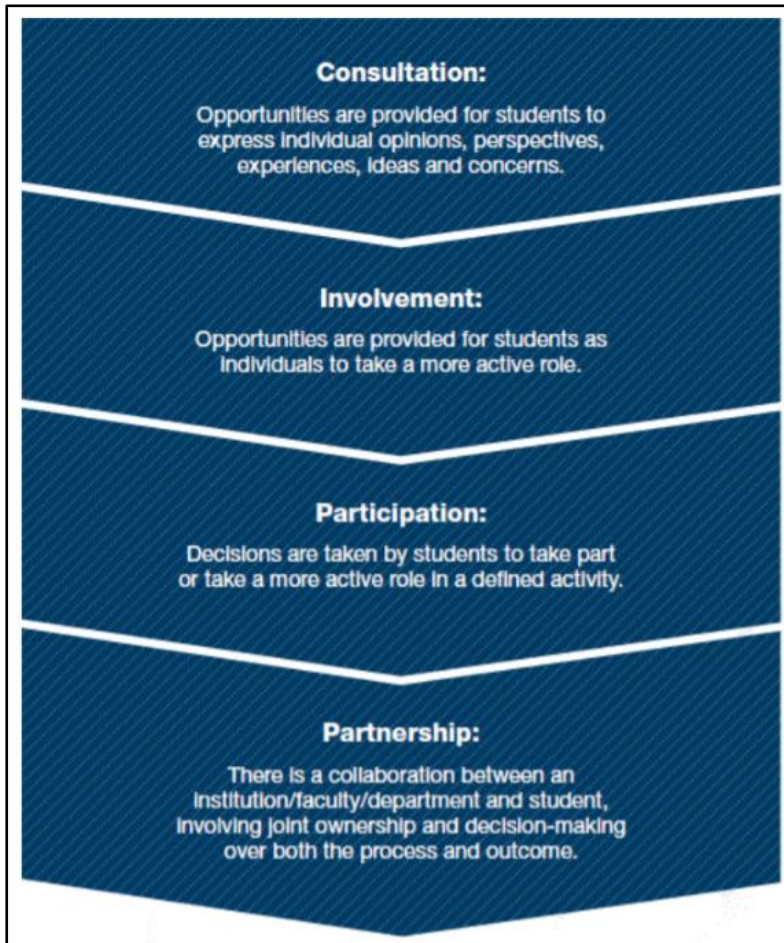 Consultation:
Opportunities are provided for students to
express individual opinions, perspectives,
experiences, ideas and concerns.
Involvement:
Opportunities are provided for students as
individuals to take a more active role.
Participation:
Decisions are taken by students to take part
or take a more active role in a defined activity.
Partnership:
There is a collaboration between an
institution/faculty/department and student,
involving joint ownership and decision-making
over both the process and outcome.